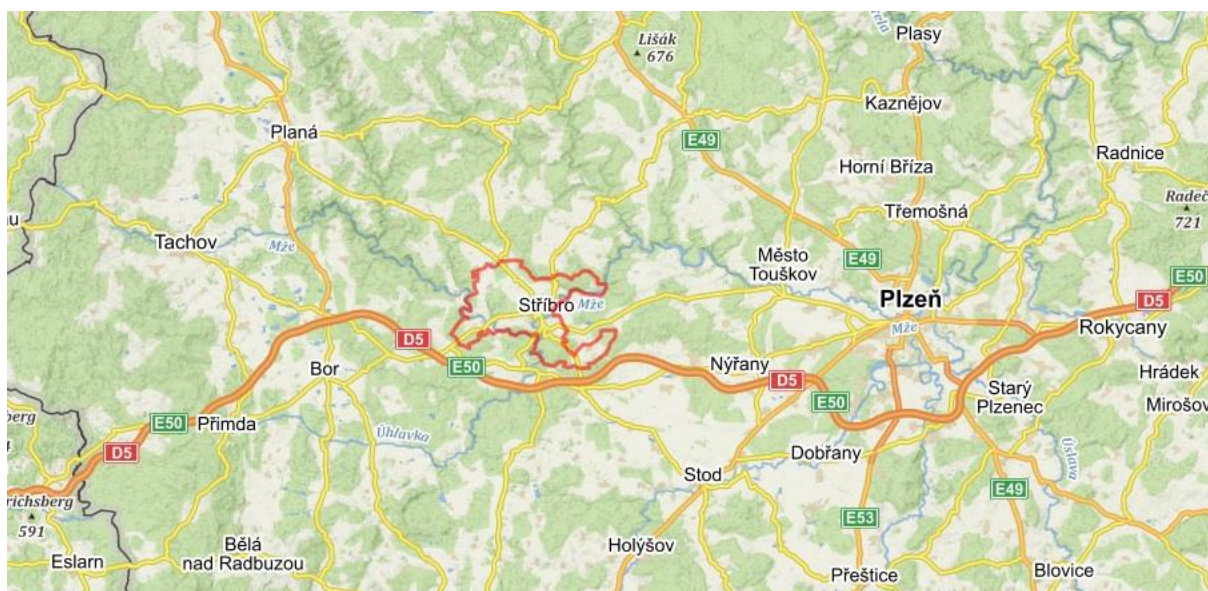 Lišák
676
Plasy
Kaznějov
Planá
E49
Horní Bříza
Radnice
Radeč
721
Třemošná
Tachov
Mže
Město
Touškov
E49
E50
Plzeň
D5
Stříbro
Mže
Mže
Rokycany
D5
E50
Bor
Nýřany
D5
Hrádek
Starý
Plzenec
E50
Mirošov
Přimda
E50
D5
Úhlavka
Dobřany
Úslava
Stod
E49
richsberg
591
E53
Holýšov
Bělá
nad Radbuzou
Eslarn
Přeštice
Blovice